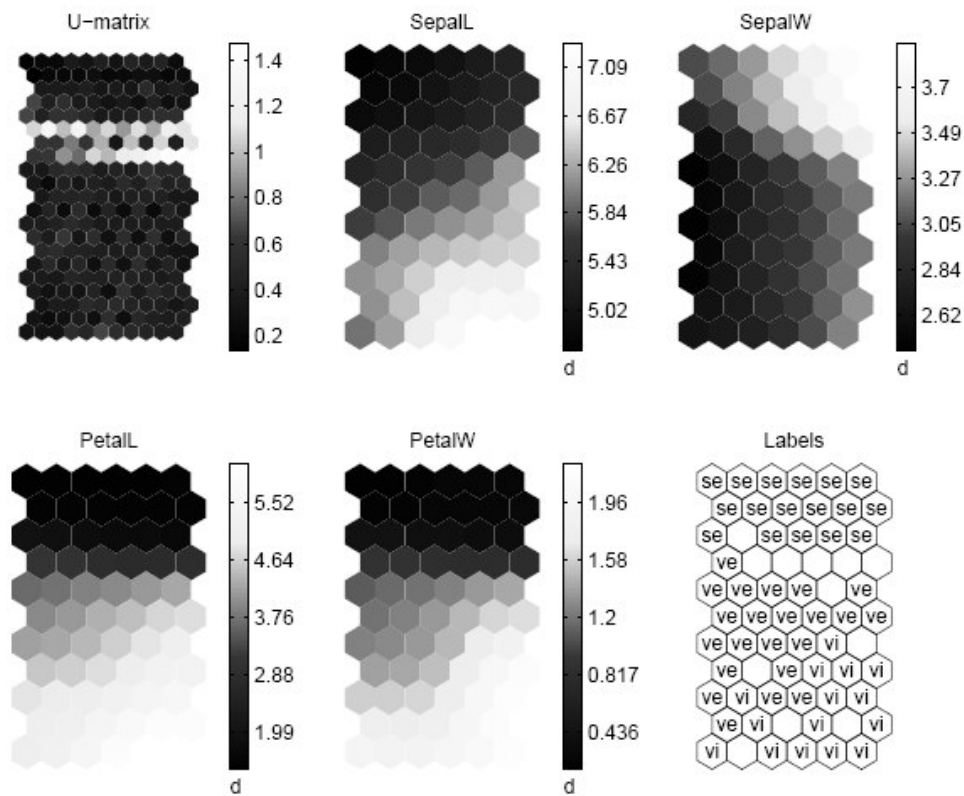 U-matrix
SepalL
SepalW
1.4
1.2
1
0.8
0.6
0.4
0.2
7.09
6.67
6.26
5.84
5.43
5.02
d
3.7
3.49
3.27
3.05
2.84
2.62
d
PetalL
PetalW
Labels
5.52
4.64
3.76
2.88
1.99
d
1.96
1.58
1.2
0.817
0.436
d
se se se se se se
se se se se se se
se se se se se
ve
ve ve ve ve ve
ve ve ve ve ve ve
ve ve ve ve vi
ve ve vi vi vi
ve vi ve ve vi vi
ve vi vi vi
vi vi vi vi vi